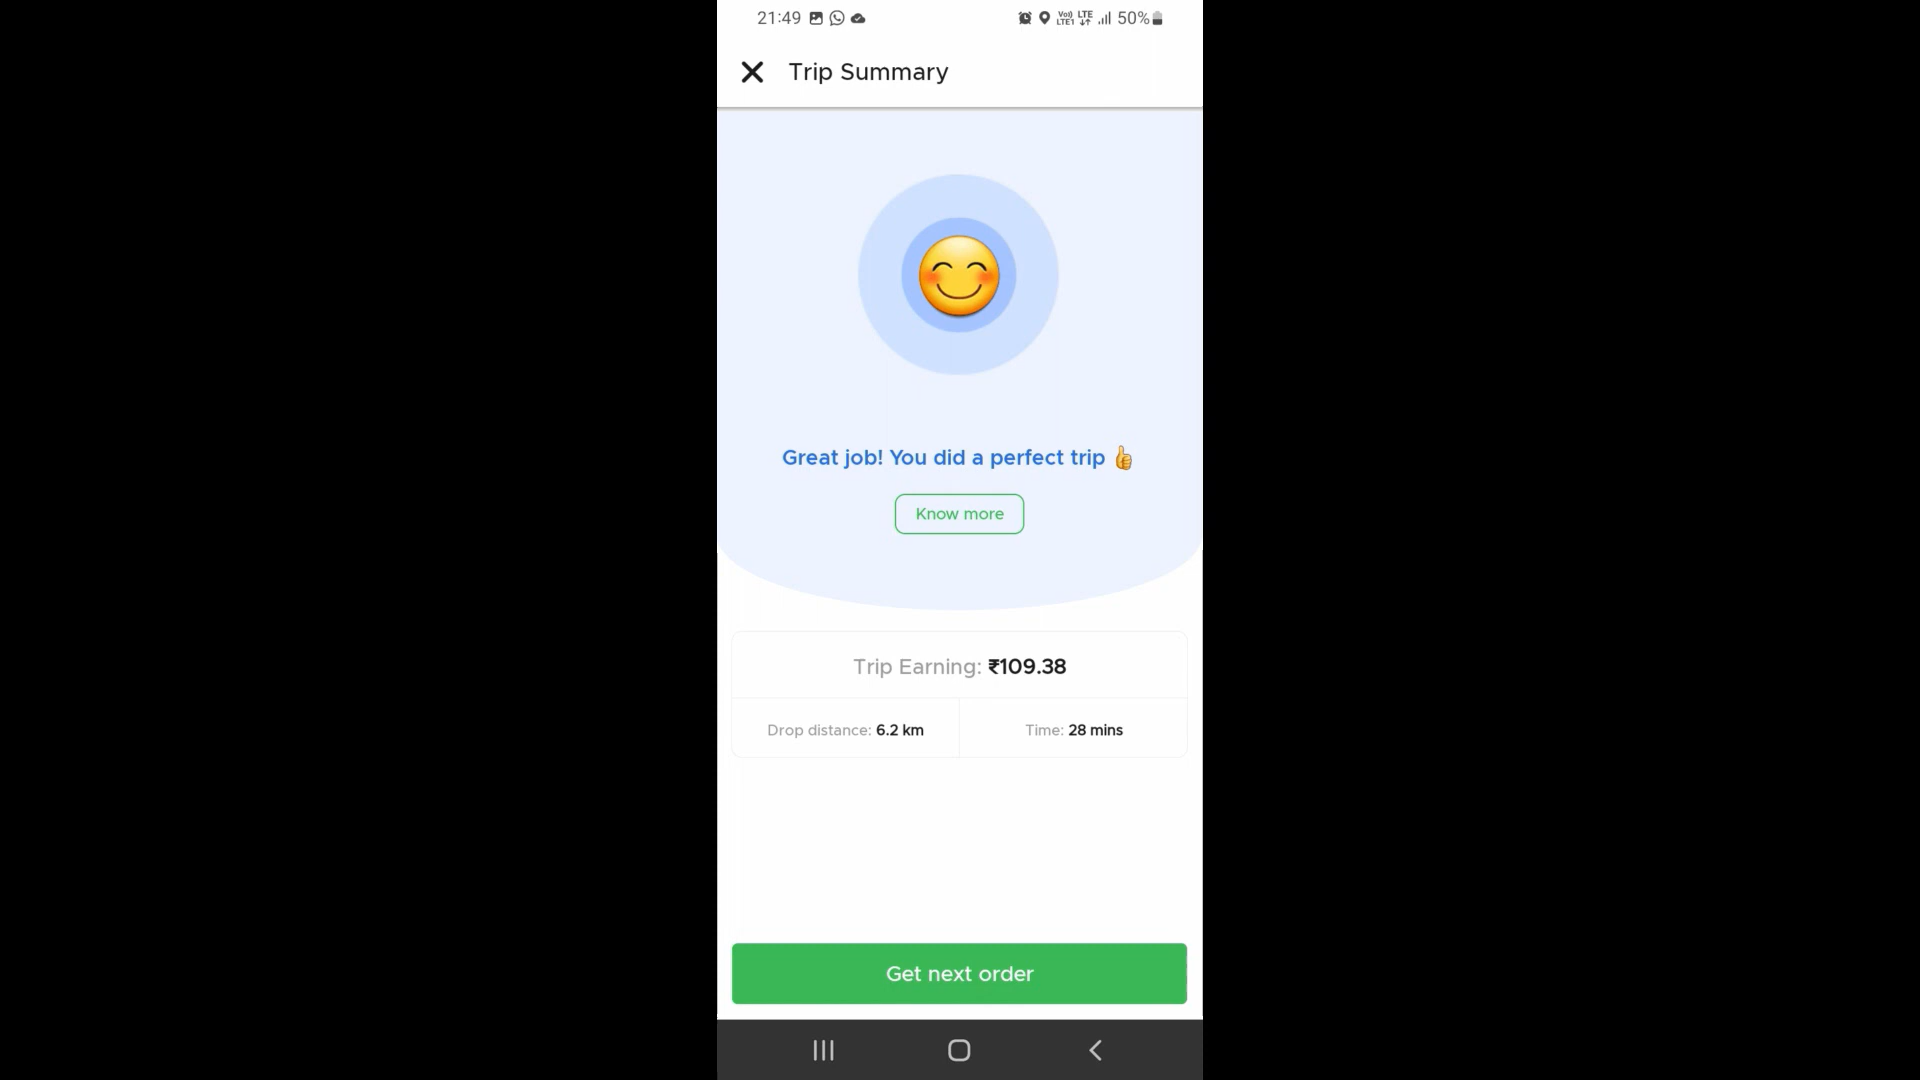 21:49 50%
Trip Summary
Great job! You did a perfect trip 👍
Know more
Trip Earning: ₹109.38
Drop distance: 6.2 km Time: 28 mins
Get next order